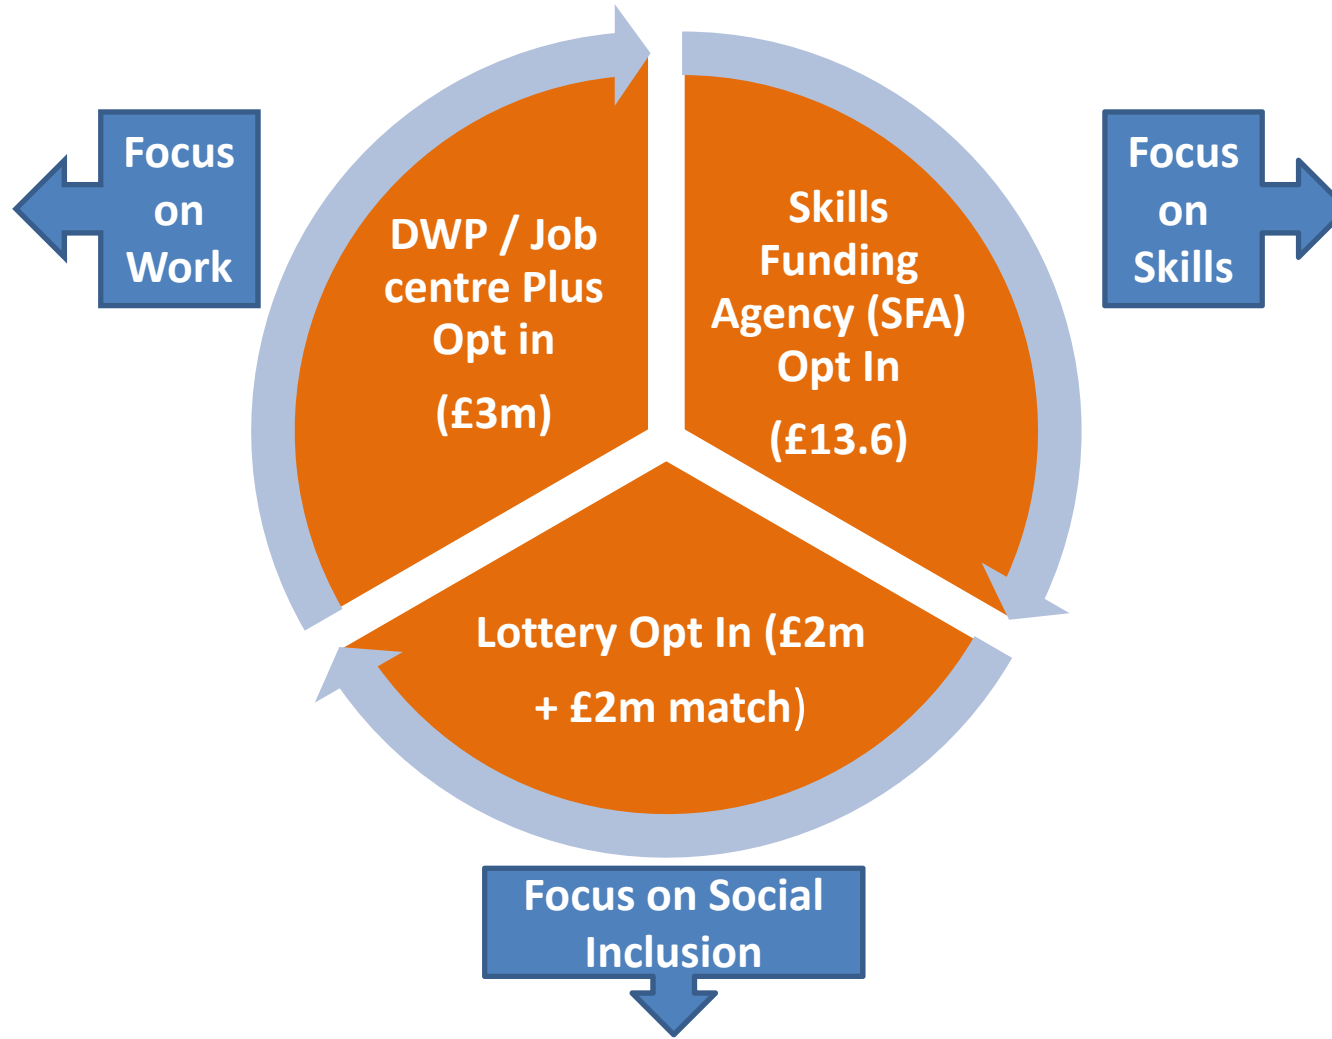 Focus
on
Work
DWP / Job
centre Plus
Opt in
(£3m)
Skills
Funding
Agency (SFA)
Opt In
(£13.6)
Focus
on
Skills
Lottery Opt In (£2m
+ £2m match)
Focus on Social
Inclusion